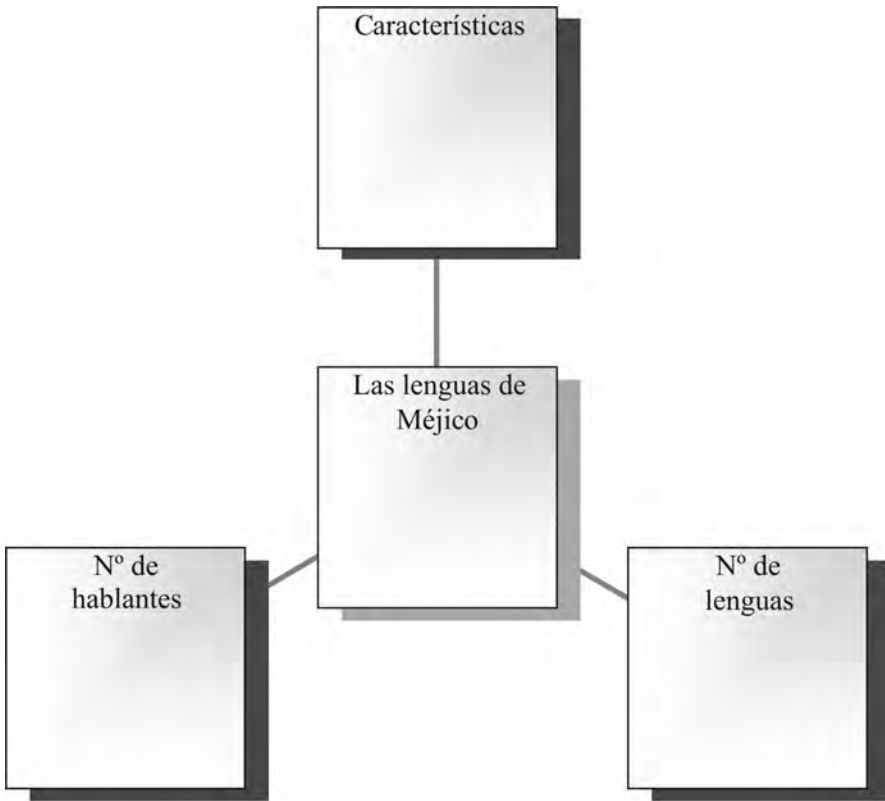 Características
Las lenguas de
Méjico
Nº de
hablantes
Nº de
lenguas